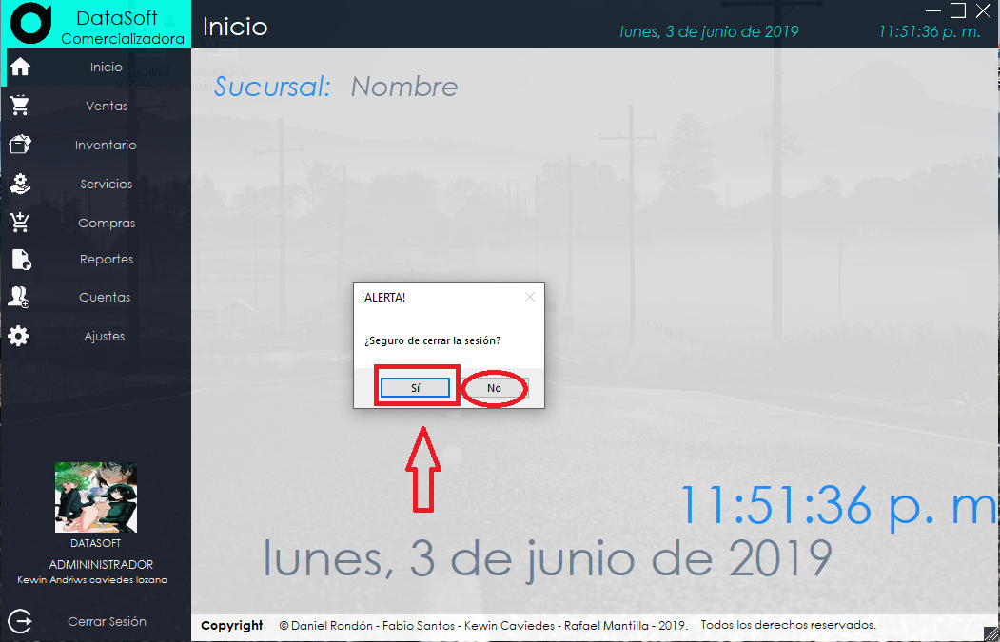 DataSoft
Comercializadora
Inicio
lunes, 3 de junio de 2019
11:51:36 p. m.
Inicio
Ventas
Inventario
Servicios
Compras
Reportes
Cuentas
Ajustes
DATASOFT
ADMININISTRADOR
Kewin Andriws caviedes lozano
Cerrar Sesión
Sucursal: Nombre
¡ALERTA!
¿Seguro de cerrar la sesión?
Sí
No
11:51:36 p. m
lunes, 3 de junio de 2019
Copyright © Daniel Rondón - Fabio Santos - Kewin Caviedes - Rafael Mantilla - 2019. Todos los derechos reservados.